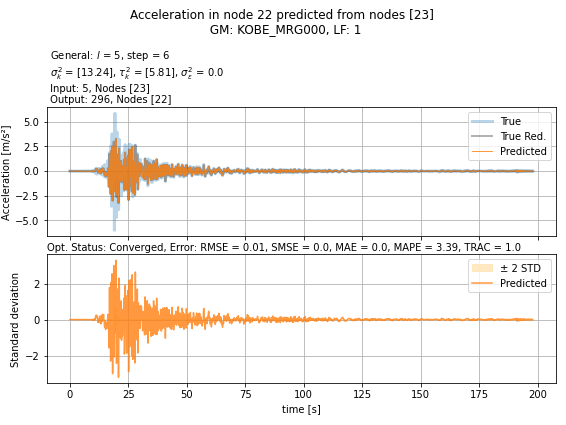 Acceleration in node 22 predicted from nodes [23]
GM: KOBE_MRG000, LF: 1
General: l = 5, step = 6
σ²ₖ = [13.24], τ²ₖ = [5.81], σ²ε = 0.0
Input: 5, Nodes [23]
Output: 296, Nodes [22]
Acceleration [m/s²]
5.0
2.5
0.0
−2.5
−5.0
True
True Red.
Predicted
Opt. Status: Converged, Error: RMSE = 0.01, SMSE = 0.0, MAE = 0.0, MAPE = 3.39, TRAC = 1.0
Standard deviation
2
0
−2
± 2 STD
Predicted
0 25 50 75 100 125 150 175 200
time [s]